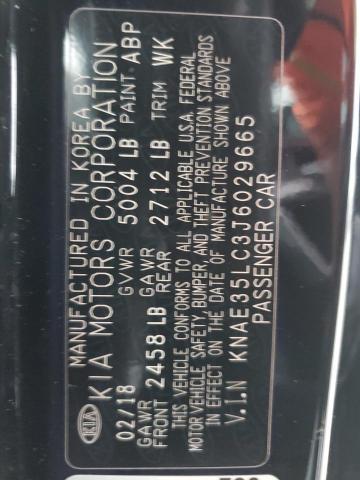 MANUFACTURED IN KOREA BY
KIA KIA MOTORS CORPORATION
02/18 GVWR 5004 LB PAINT ABP
GAWR FRONT 2458 LB GAWR REAR 2712 LB TRIM WK
THIS VEHICLE CONFORMS TO ALL APPLICABLE U.S.A. FEDERAL
MOTOR VEHICLE SAFETY, BUMPER, AND THEFT PREVENTION STANDARDS
IN EFFECT ON THE DATE OF MANUFACTURE SHOWN ABOVE
V.I.N KNAE35LC3J6029665
PASSENGER CAR